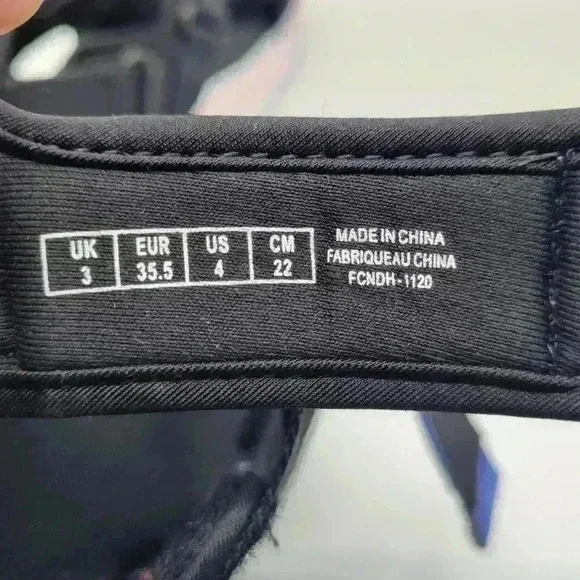 UK EUR US CM
3 35.5 4 22
MADE IN CHINA
FABRIQUEAU CHINA
FCNDH-1120